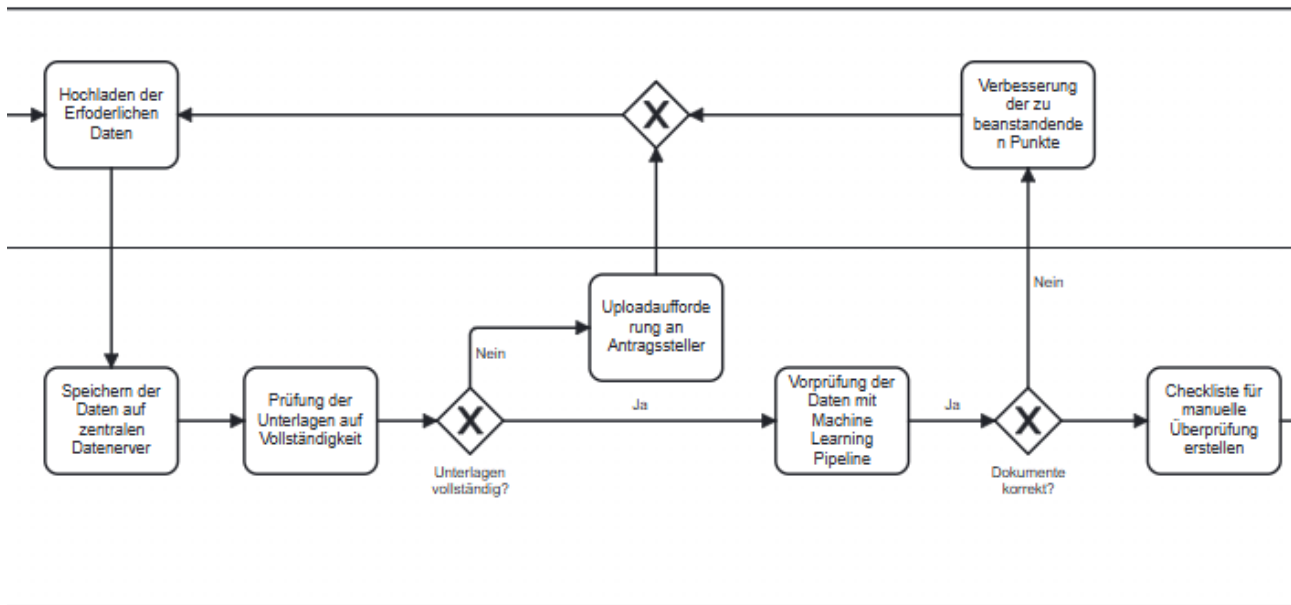 Hochladen der
Erfoderlichen
Daten
Verbesserung
der zu
beanstandende
n Punkte
Nein
Uploadaufforde
rung an
Antragssteller
Nein
Speichern der
Daten auf
zentralen
Datenerver
Prüfung der
Unterlagen auf
Vollständigkeit
Unterlagen
vollständig?
Ja
Vorprüfung der
Daten mit
Machine
Learning
Pipeline
Ja
Dokumente
korrekt?
Checkliste für
manuelle
Überprüfung
erstellen